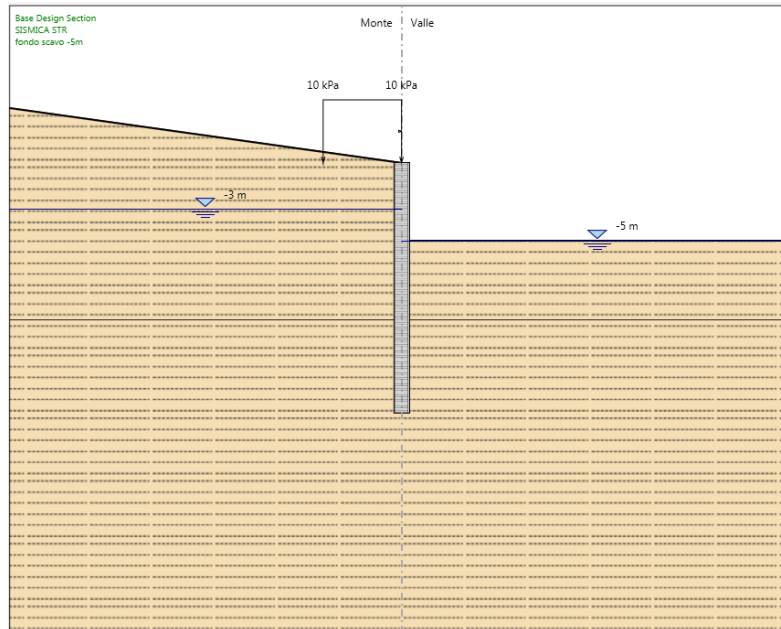 Base Design Section
SISMICA STR
fondo scavo -5m
Monte Valle
10 kPa 10 kPa
-3 m
-5 m